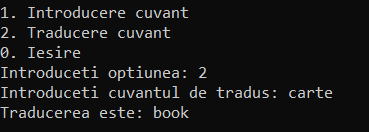 1. Introducere cuvant
2. Traducere cuvant
0. Iesire
Introduceti optiunea: 2
Introduceti cuvantul de tradus: carte
Traducerea este: book